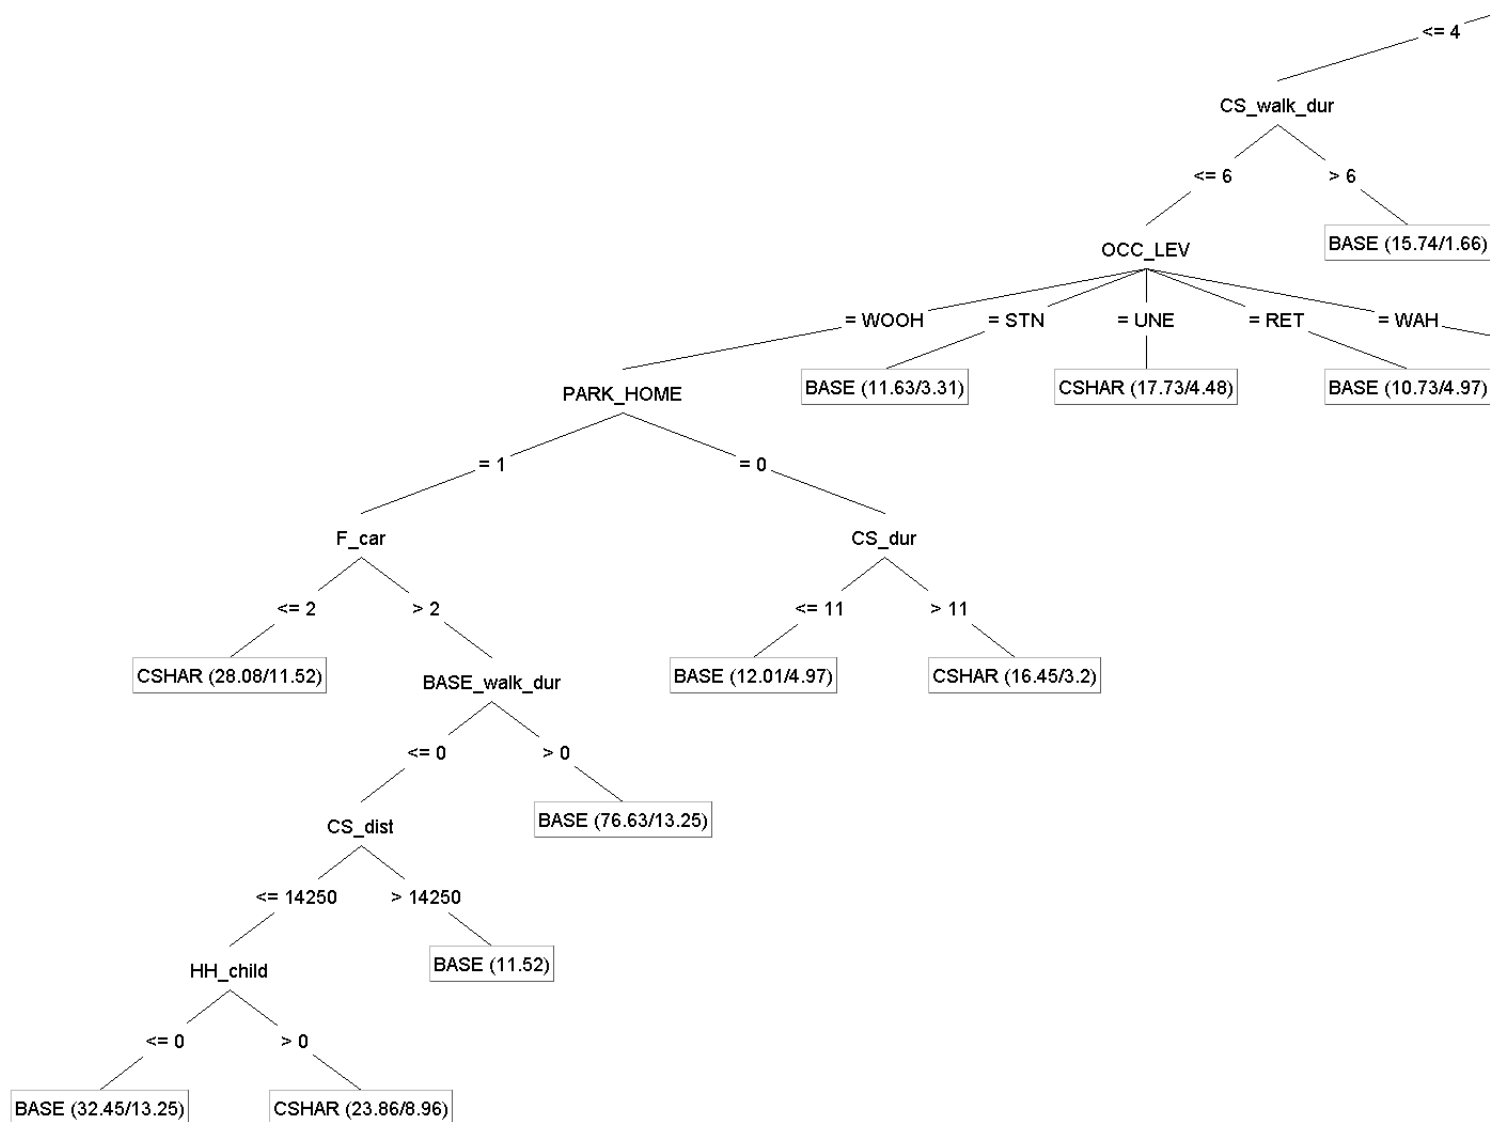 <= 4
CS_walk_dur
<= 6 > 6
OCC_LEV BASE (15.74/1.66)
= WOOH = STN = UNE = RET = WAH
PARK_HOME BASE (11.63/3.31) CSHAR (17.73/4.48) BASE (10.73/4.97)
= 1 = 0
F_car CS_dur
<= 2 > 2 <= 11 > 11
CSHAR (28.08/11.52) BASE_walk_dur BASE (12.01/4.97) CSHAR (16.45/3.2)
<= 0 > 0
CS_dist BASE (76.63/13.25)
<= 14250 > 14250
HH_child BASE (11.52)
<= 0 > 0
BASE (32.45/13.25) CSHAR (23.86/8.96)